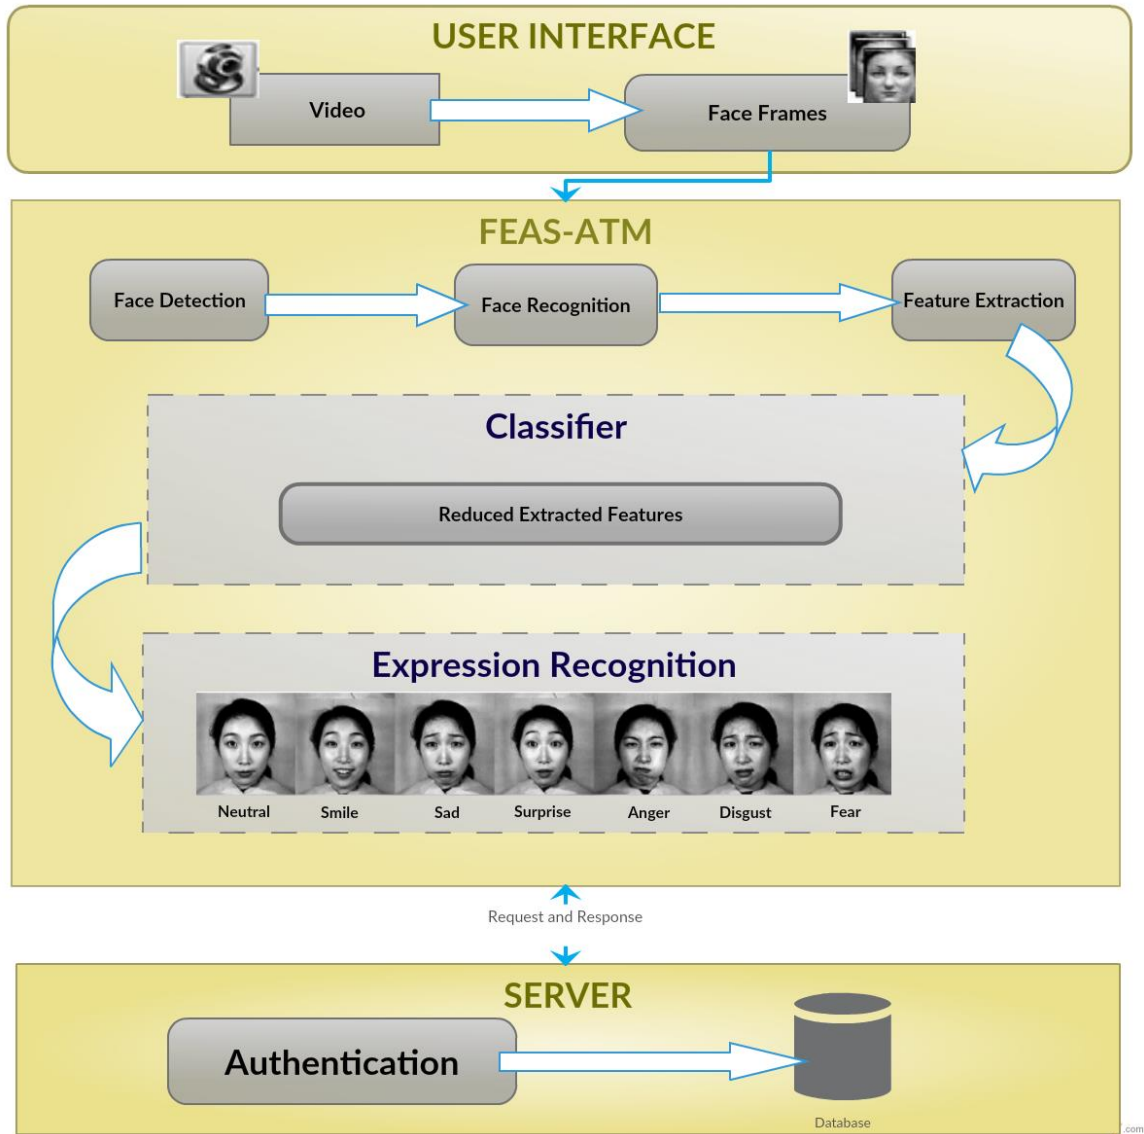 USER INTERFACE
Video
Face Frames
FEAS-ATM
Face Detection
Face Recognition
Feature Extraction
Classifier
Reduced Extracted Features
Expression Recognition
Neutral
Smile
Sad
Surprise
Anger
Disgust
Fear
Request and Response
SERVER
Authentication
Database
.com